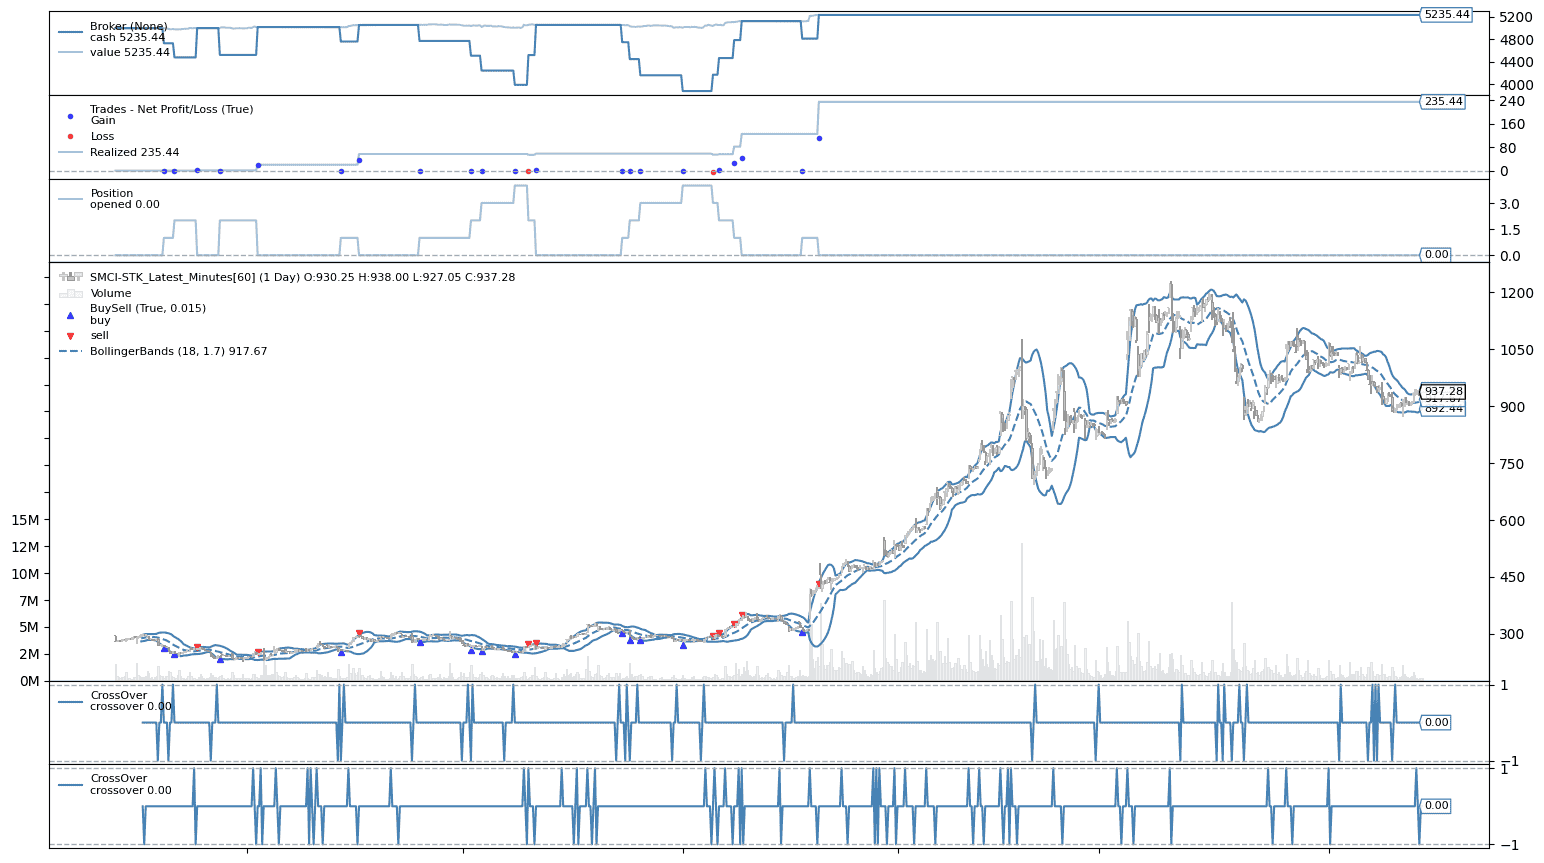 Broker (None)
cash 5235.44
value 5235.44
5235.44
5200
4800
4400
4000
Trades - Net Profit/Loss (True)
Gain
Loss
Realized 235.44
235.44
240
160
80
0
Position
opened 0.00
3.0
1.5
0.00
0.0
SMCI-STK_Latest_Minutes[60] (1 Day) O:930.25 H:938.00 L:927.05 C:937.28
Volume
BuySell (True, 0.015)
buy
sell
BollingerBands (18, 1.7) 917.67
1200
1050
937.28
917.67
892.44
900
750
600
450
300
15M
12M
10M
7M
5M
2M
0M
CrossOver
crossover 0.00
1
0.00
−1
CrossOver
crossover 0.00
1
0.00
−1